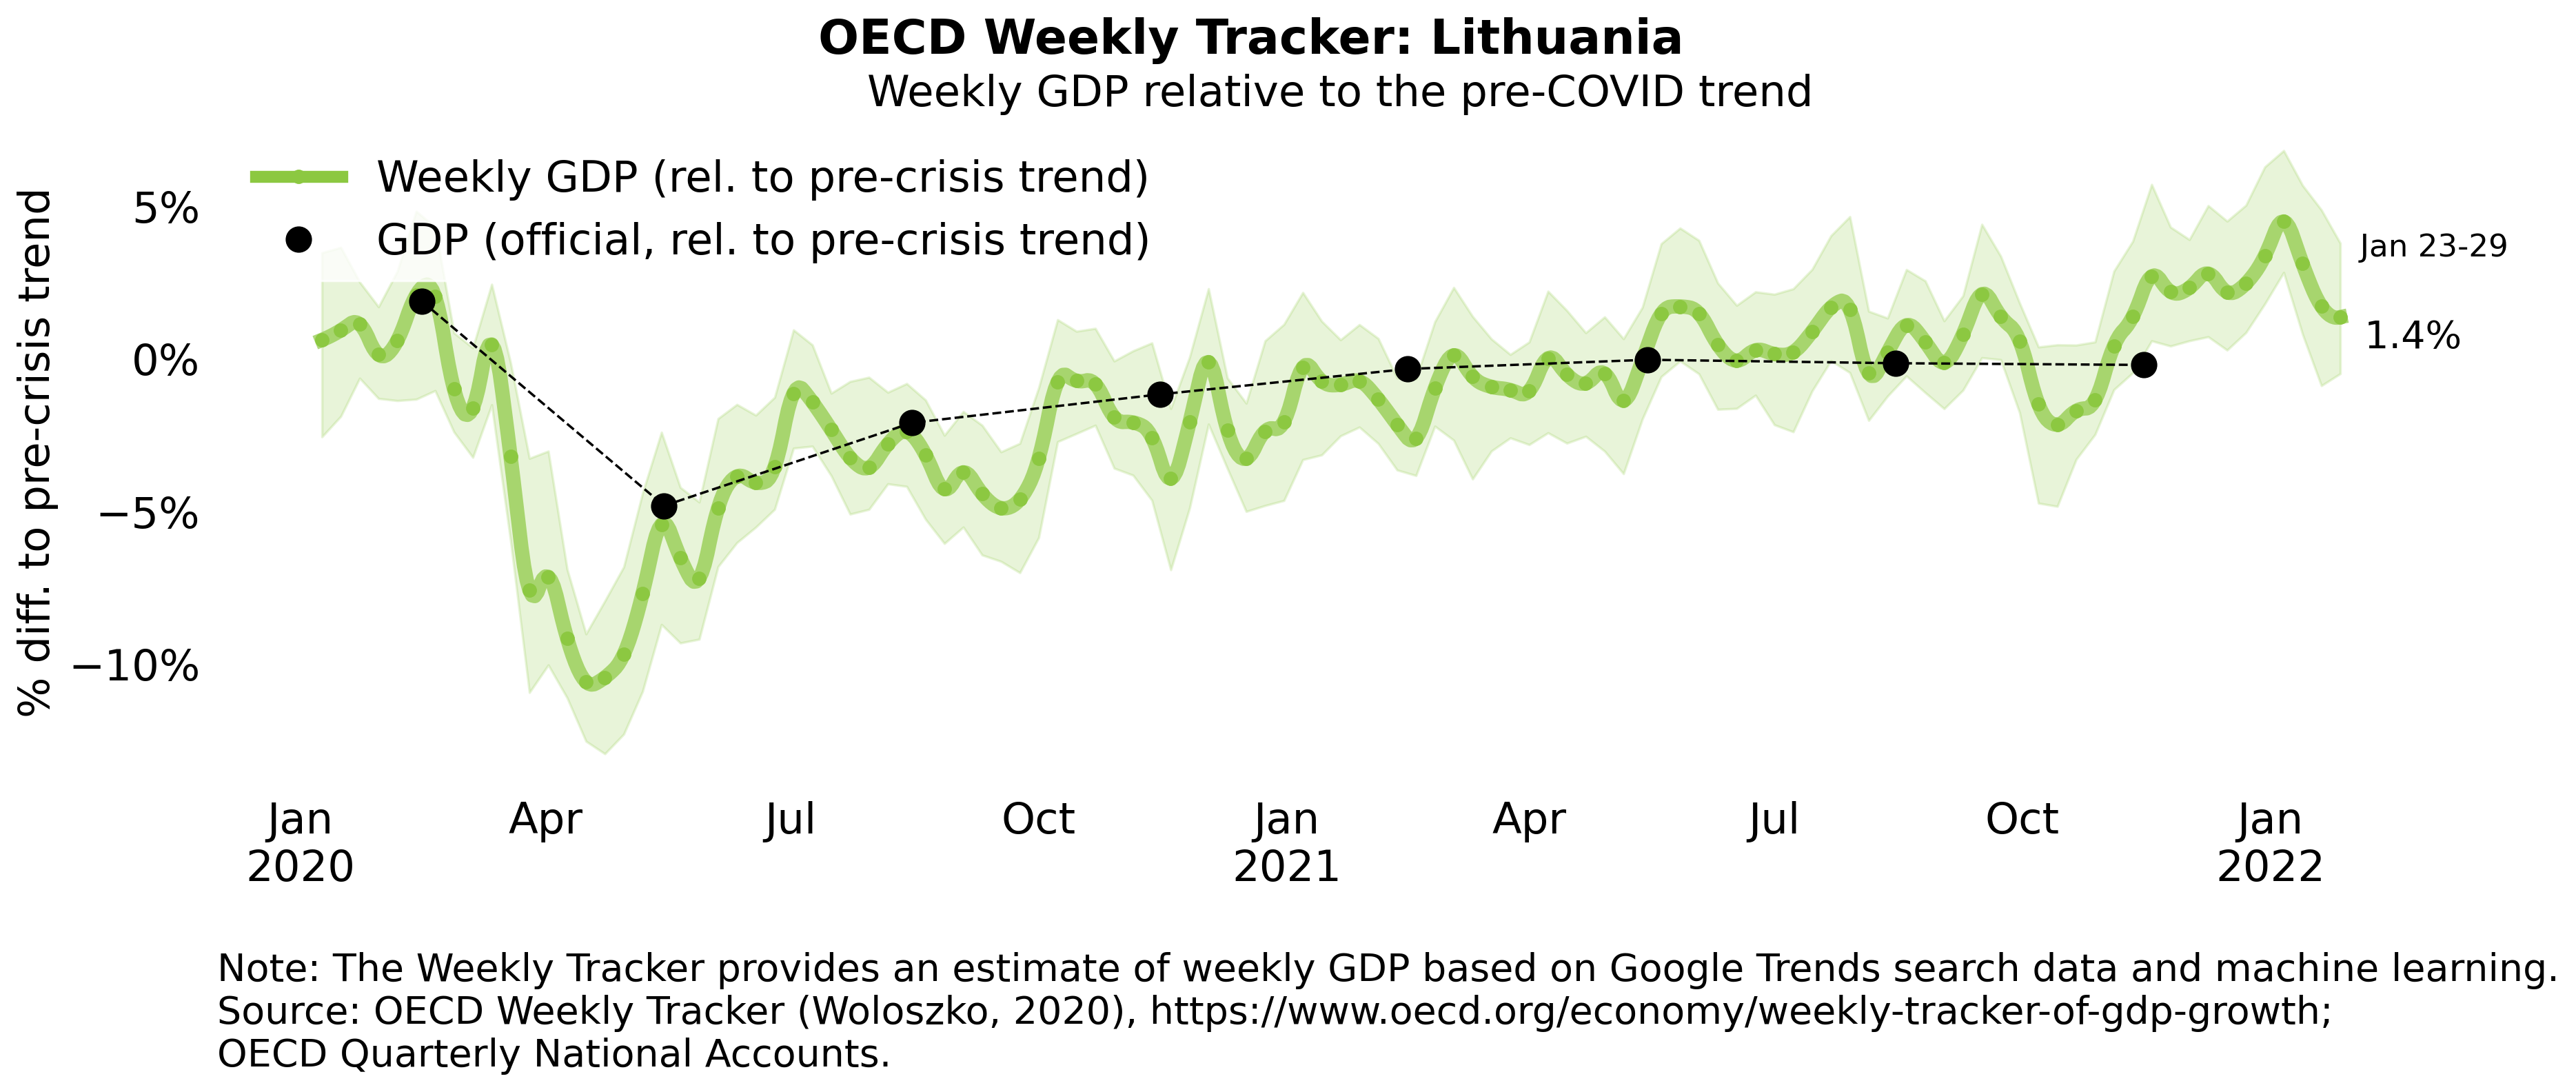 OECD Weekly Tracker: Lithuania
Weekly GDP relative to the pre-COVID trend
Weekly GDP (rel. to pre-crisis trend)
GDP (official, rel. to pre-crisis trend)
% diff. to pre-crisis trend
5%
0%
−5%
−10%
Jan 23-29
1.4%
Jan Apr Jul Oct Jan Apr Jul Oct Jan
2020 2021 2022
Note: The Weekly Tracker provides an estimate of weekly GDP based on Google Trends search data and machine learning.
Source: OECD Weekly Tracker (Woloszko, 2020), https://www.oecd.org/economy/weekly-tracker-of-gdp-growth;
OECD Quarterly National Accounts.